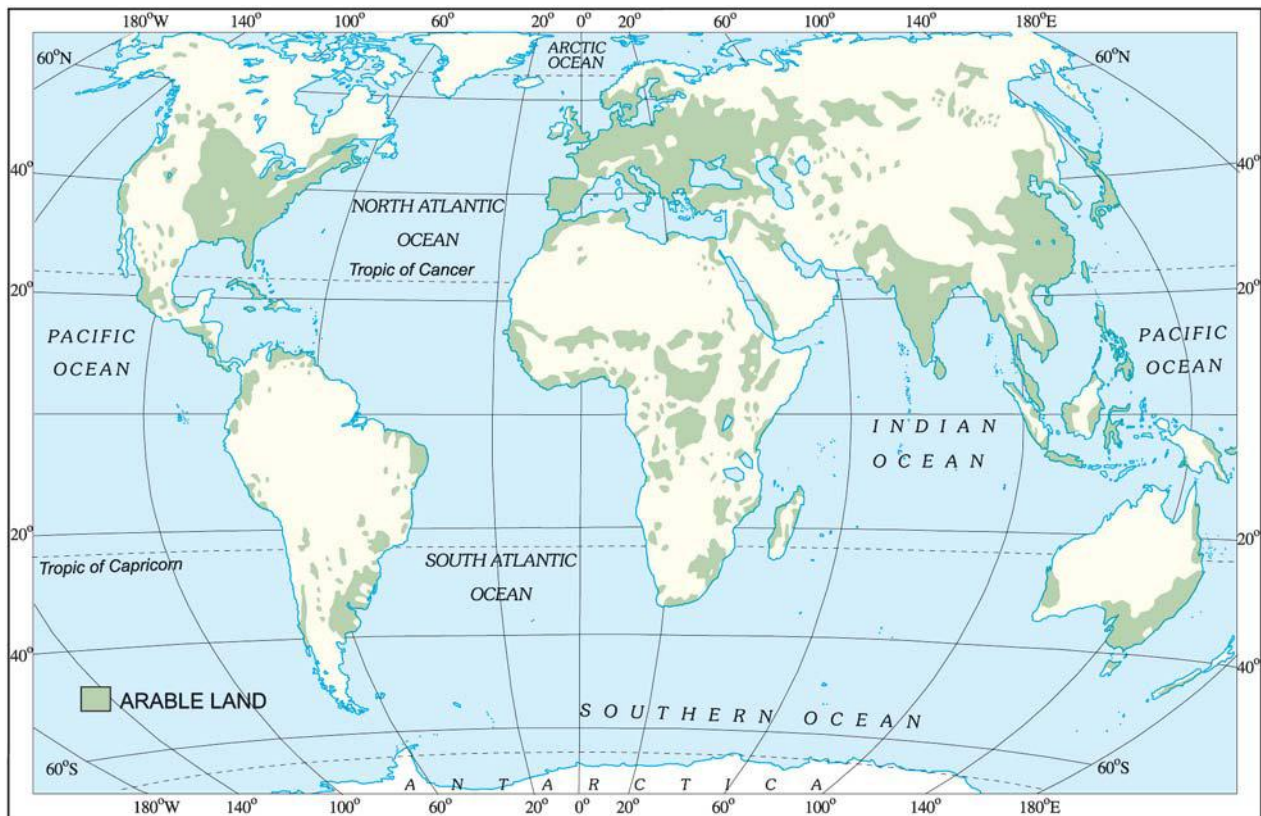 180°W 140° 100° 60° 20° 0° 20° 60° 100° 140° 180°E
60°N
ARCTIC
OCEAN
60°N
40°
40°
NORTH ATLANTIC
OCEAN
Tropic of Cancer
20°
20°
PACIFIC
OCEAN
PACIFIC
OCEAN
INDIAN
OCEAN
20°
20°
Tropic of Capricorn
SOUTH ATLANTIC
OCEAN
40°
40°
ARABLE LAND
SOUTHERN OCEAN
60°S
60°S
ANTARCTICA
180°W 140° 100° 60° 20° 0° 20° 60° 100° 140° 180°E